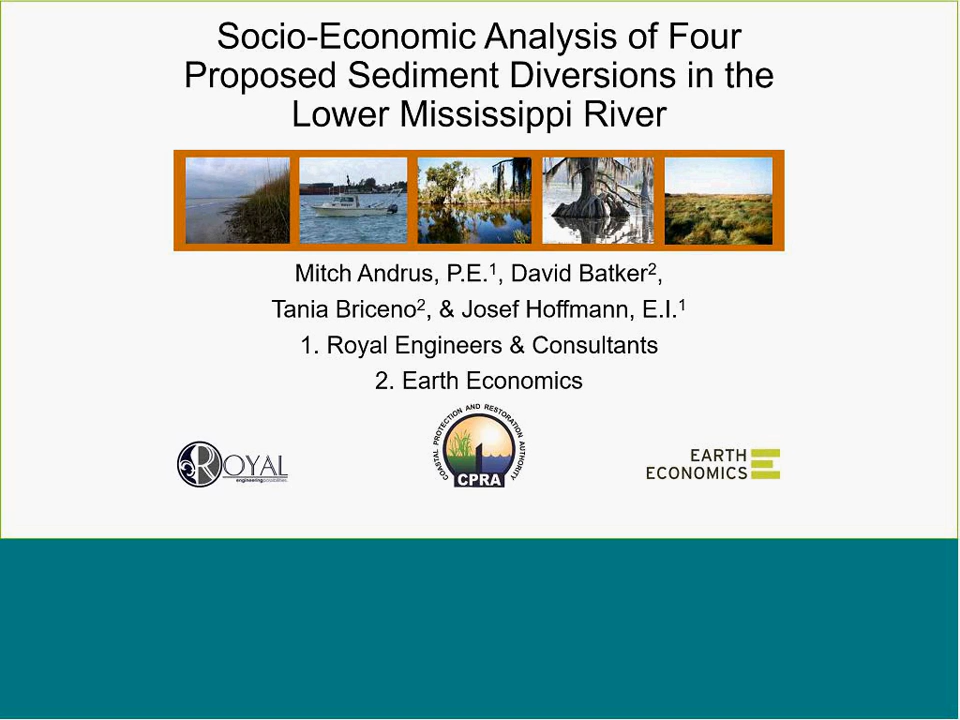 Socio-Economic Analysis of Four
Proposed Sediment Diversions in the
Lower Mississippi River
Mitch Andrus, P.E.¹, David Batker²,
Tania Briceno², & Josef Hoffmann, E.I.¹
1. Royal Engineers & Consultants
2. Earth Economics
ROYAL
engineeringpossibilities.
COASTAL PROTECTION AND RESTORATION AUTHORITY
CPRA
EARTH
ECONOMICS